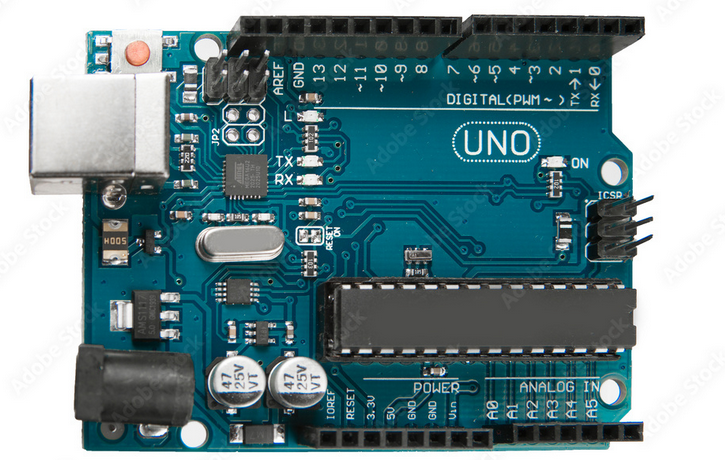 AREF
GND
13
12
~11
~10
~9
8
7
~6
~5
4
~3
2
TX→1
RX←0
DIGITAL(PWM~)
L
JP2
UNO
TX
RX
ON
ICSP
RESET
ON
47
25V
VT
47
25V
VT
POWER
ANALOG IN
IOREF
RESET
3.3V
5V
GND
GND
Vin
A0
A1
A2
A3
A4
A5
Adobe Stock